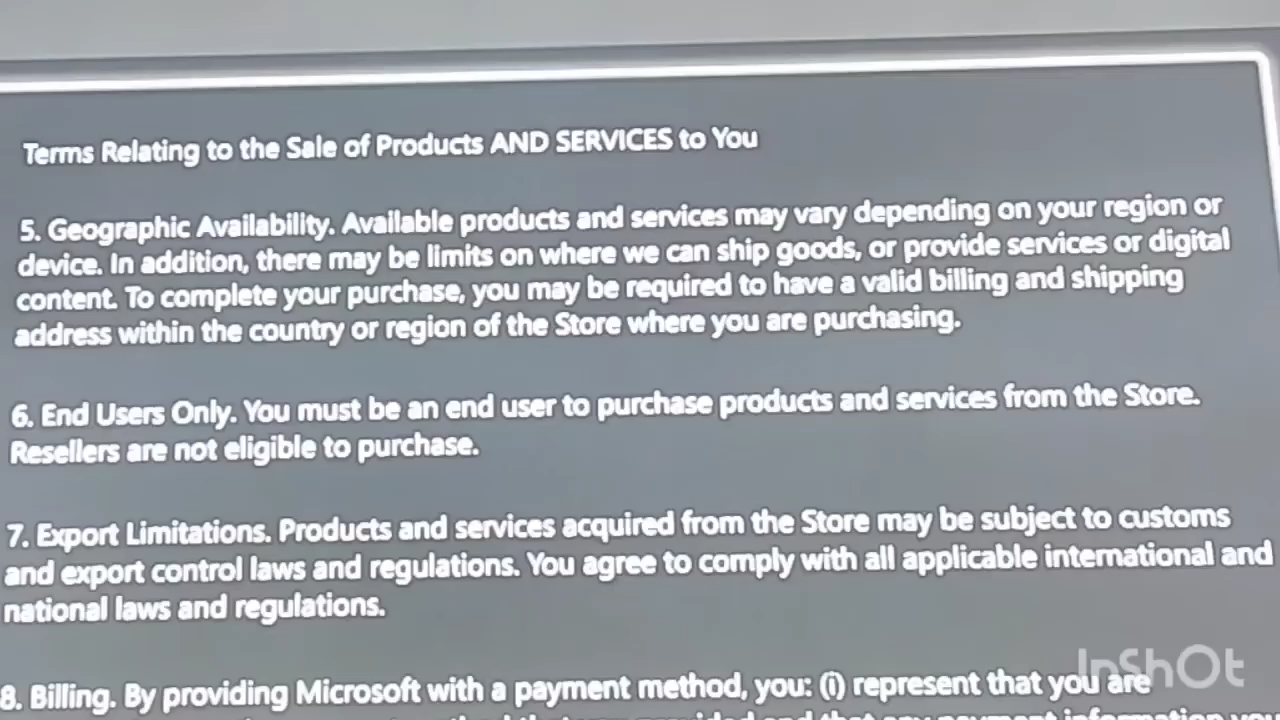 Terms Relating to the Sale of Products AND SERVICES to You
5. Geographic Availability. Available products and services may vary depending on your region or
device. In addition, there may be limits on where we can ship goods, or provide services or digital
content. To complete your purchase, you may be required to have a valid billing and shipping
address within the country or region of the Store where you are purchasing.
6. End Users Only. You must be an end user to purchase products and services from the Store.
Resellers are not eligible to purchase.
7. Export Limitations. Products and services acquired from the Store may be subject to customs
and export control laws and regulations. You agree to comply with all applicable international and
national laws and regulations.
8. Billing. By providing Microsoft with a payment method, you: (i) represent that you are
InShOt